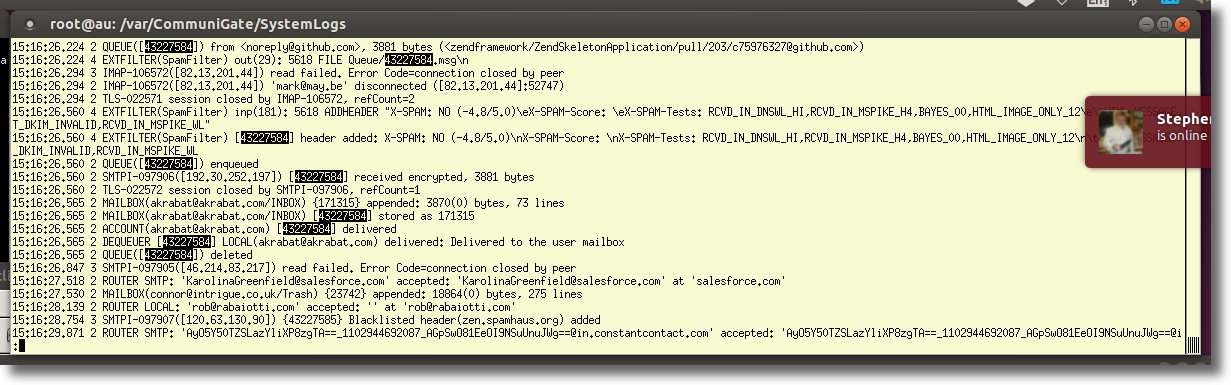 root@au: /var/CommuniGate/SystemLogs
15:16:26.224 2 QUEUE([43227584]) from <noreply@github.com>, 3881 bytes (<zendframework/ZendSkeletonApplication/pull/203/c75976327@github.com>)
15:16:26.224 4 EXTFILTER(SpamFilter) out(29): 5618 FILE Queue/43227584.msg\n
15:16:26.294 3 IMAP-106572([82.13.201.44]) read failed. Error Code=connection closed by peer
15:16:26.294 2 IMAP-106572([82.13.201.44]) 'mark@may.be' disconnected ([82.13.201.44]:52747)
15:16:26.294 2 TLS-022571 session closed by IMAP-106572, refCount=2
15:16:26.560 4 EXTFILTER(SpamFilter) inp(181): 5618 ADDHEADER "X-SPAM: NO (-4.8/5.0)\eX-SPAM-Score: \eX-SPAM-Tests: RCVD_IN_DNSWL_HI,RCVD_IN_MSPIKE_H4,BAYES_00,HTML_IMAGE_ONLY_12\e
T_DKIM_INVALID,RCVD_IN_MSPIKE_WL"
15:16:26.560 4 EXTFILTER(SpamFilter) [43227584] header added: X-SPAM: NO (-4.8/5.0)\nX-SPAM-Score: \nX-SPAM-Tests: RCVD_IN_DNSWL_HI,RCVD_IN_MSPIKE_H4,BAYES_00,HTML_IMAGE_ONLY_12
_DKIM_INVALID,RCVD_IN_MSPIKE_WL
15:16:26.560 2 QUEUE([43227584]) enqueued
15:16:26.560 2 SMTPI-097906([192.30.252.197]) [43227584] received encrypted, 3881 bytes
15:16:26.560 2 TLS-022572 session closed by SMTPI-097906, refCount=1
15:16:26.565 2 MAILBOX(akrabat@akrabat.com/INBOX) {171315} appended: 3870(0) bytes, 73 lines
15:16:26.565 2 MAILBOX(akrabat@akrabat.com/INBOX) [43227584] stored as 171315
15:16:26.565 2 ACCOUNT(akrabat@akrabat.com) [43227584] delivered
15:16:26.565 2 DEQUEUER [43227584] LOCAL(akrabat@akrabat.com) delivered: Delivered to the user mailbox
15:16:26.565 2 QUEUE([43227584]) deleted
15:16:26.847 3 SMTPI-097905([46.214.83.217]) read failed. Error Code=connection closed by peer
15:16:27.518 2 ROUTER SMTP: 'KarolinaGreenfield@salesforce.com' accepted: 'KarolinaGreenfield@salesforce.com' at 'salesforce.com'
15:16:27.530 2 MAILBOX(connor@intrigue.co.uk/Trash) {23742} appended: 18864(0) bytes, 275 lines
15:16:28.139 2 ROUTER LOCAL: 'rob@rabaiotti.com' accepted: '' at 'rob@rabaiotti.com'
15:16:28.754 3 SMTPI-097907([120.63.130.90]) {43227585} Blacklisted header(zen.spamhaus.org) added
15:16:29.871 2 ROUTER SMTP: 'AyO5Y50TZSLazYliXP8zgTA==_1102944692087_AGpSwO81EeOI9NSuUnuJWg==@in.constantcontact.com' accepted: 'AyO5Y50TZSLazYliXP8zgTA==_1102944692087_AGpSwO81EeOI9NSuUnuJWg==@i
:
Stepher
is online